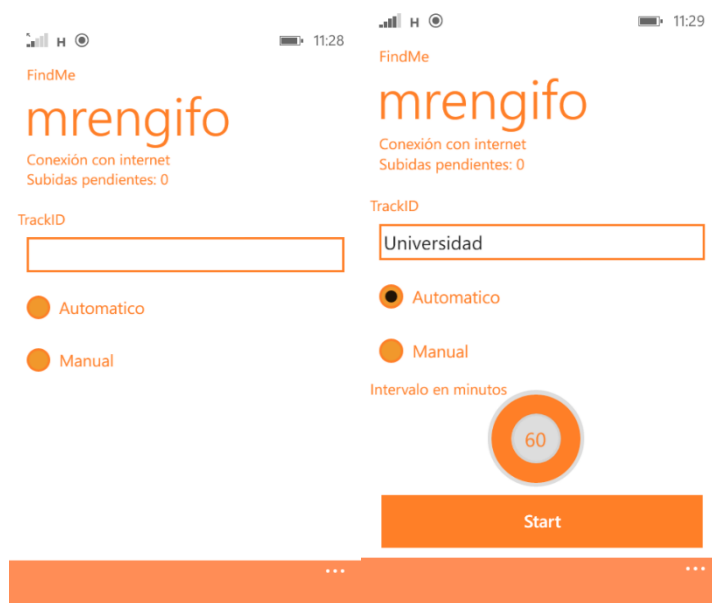 H
11:28
FindMe
mrengifo
Conexión con internet
Subidas pendientes: 0
TrackID
Automatico
Manual
...
H
11:29
FindMe
mrengifo
Conexión con internet
Subidas pendientes: 0
TrackID
Universidad
Automatico
Manual
Intervalo en minutos
60
Start
...